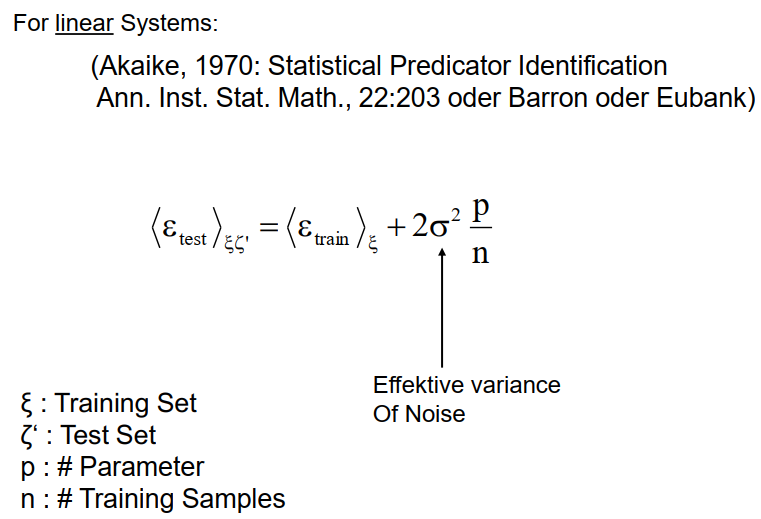 For linear Systems:
(Akaike, 1970: Statistical Predicator Identification
Ann. Inst. Stat. Math., 22:203 oder Barron oder Eubank)
⟨ε_test⟩_ξζ' = ⟨ε_train⟩_ξ + 2σ² p/n
Effektive variance
Of Noise
ξ : Training Set
ζ‘ : Test Set
p : # Parameter
n : # Training Samples